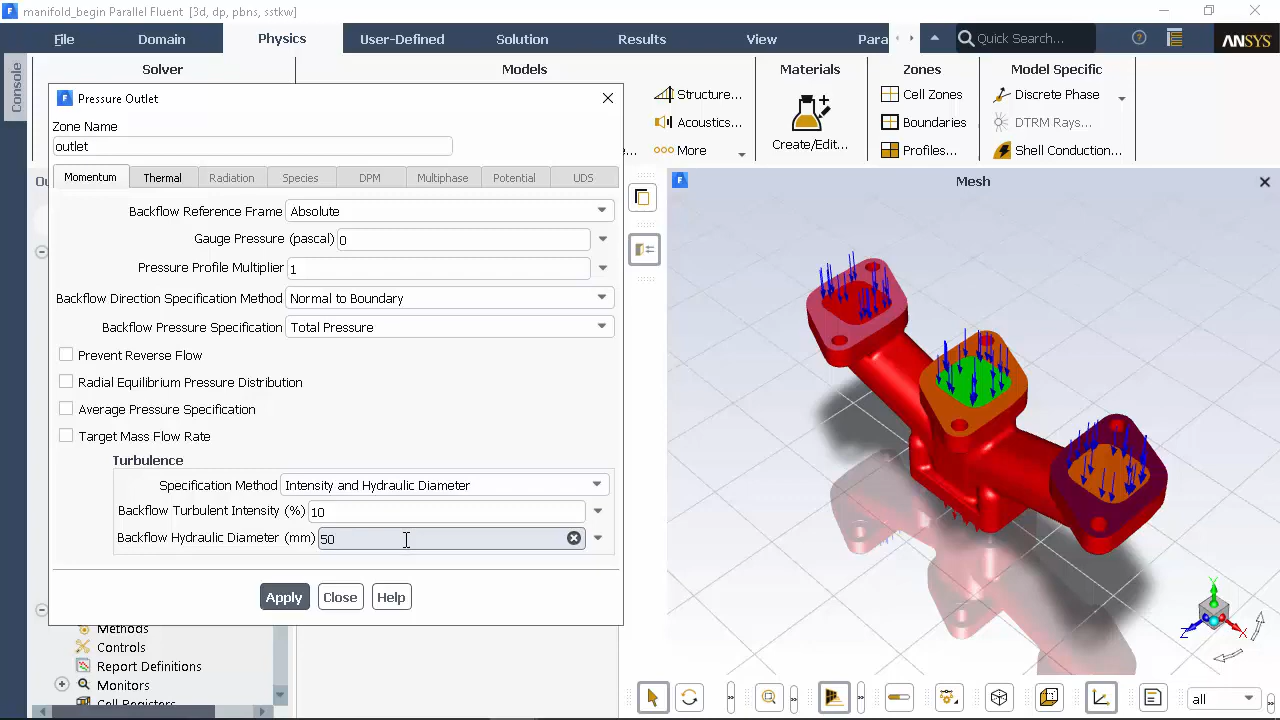 manifold_begin Parallel Fluent [3d, dp, pbns, sstkw]
File
Domain
Physics
User-Defined
Solution
Results
View
Para
Quick Search...
ANSYS
Console
Solver
Models
Materials
Zones
Model Specific
Structure...
Acoustics...
More
Create/Edit...
Cell Zones
Boundaries
Profiles...
Discrete Phase
DTRM Rays...
Shell Conduction...
Pressure Outlet
Zone Name
outlet
Momentum
Thermal
Radiation
Species
DPM
Multiphase
Potential
UDS
Backflow Reference Frame Absolute
Gauge Pressure (pascal) 0
Pressure Profile Multiplier 1
Backflow Direction Specification Method Normal to Boundary
Backflow Pressure Specification Total Pressure
Prevent Reverse Flow
Radial Equilibrium Pressure Distribution
Average Pressure Specification
Target Mass Flow Rate
Turbulence
Specification Method Intensity and Hydraulic Diameter
Backflow Turbulent Intensity (%) 10
Backflow Hydraulic Diameter (mm) 50
Apply
Close
Help
Methods
Controls
Report Definitions
Monitors
Mesh
Y
Z
X
all